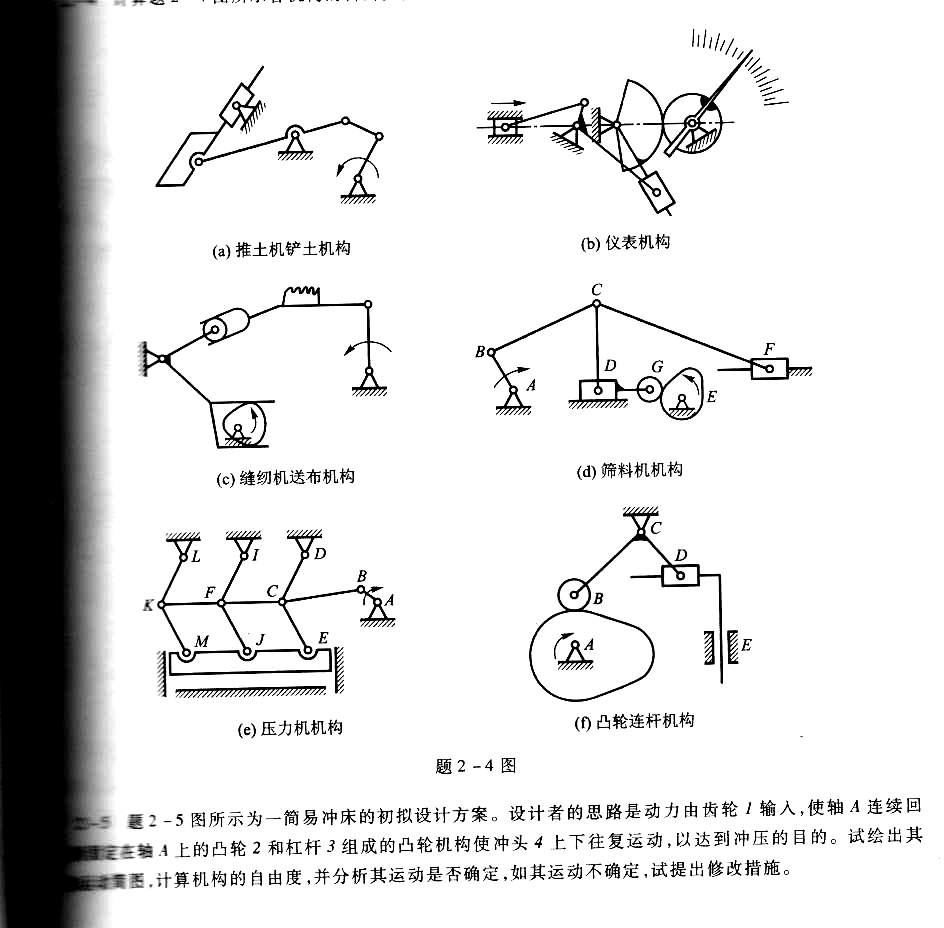 题 2
(a) 推土机铲土机构
(b) 仪表机构
(c) 缝纫机送布机构
B
C
A
D
G
E
F
(d) 筛料机机构
L
I
D
B
K
F
C
A
M
J
E
(e) 压力机机构
C
D
B
A
E
(f) 凸轮连杆机构
题 2 - 4 图
2-5 题 2 - 5 图所示为一简易冲床的初拟设计方案。设计者的思路是动力由齿轮 1 输入,使轴 A 连续回
在轴 A 上的凸轮 2 和杠杆 3 组成的凸轮机构使冲头 4 上下往复运动,以达到冲压的目的。试绘出其
简图,计算机构的自由度,并分析其运动是否确定,如其运动不确定,试提出修改措施。